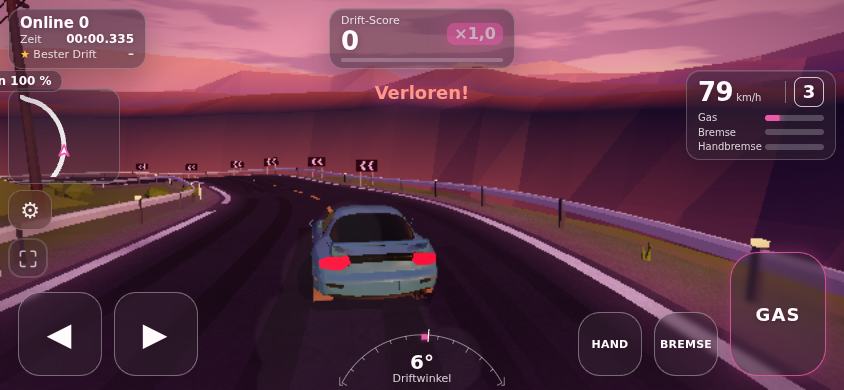 Online 0
Zeit 00:00.335
★ Bester Drift –
n 100 %
Drift-Score
0 ×1,0
Verloren!
79 km/h 3
Gas
Bremse
Handbremse
HAND
BREMSE
GAS
6°
Driftwinkel